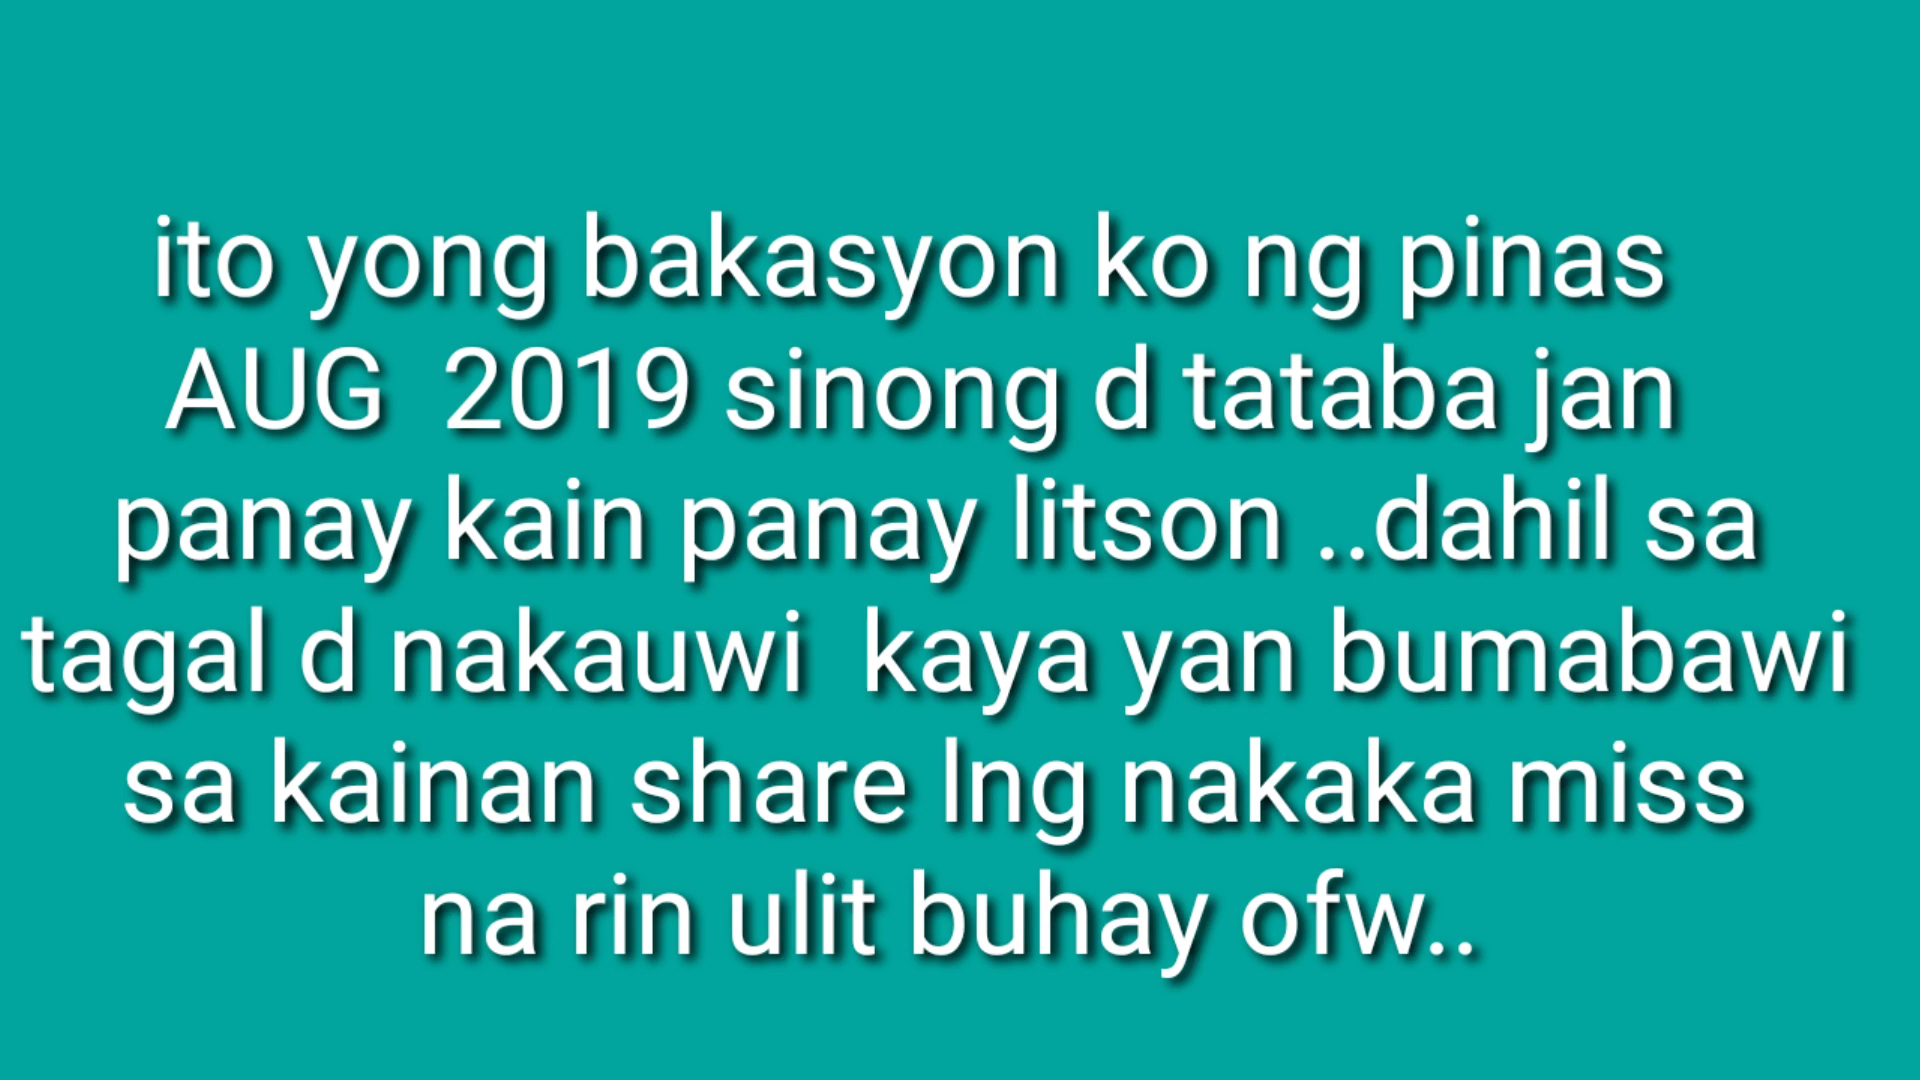 ito yong bakasyon ko ng pinas
AUG  2019 sinong d tataba jan
panay kain panay litson ..dahil sa
tagal d nakauwi  kaya yan bumabawi
sa kainan share lng nakaka miss
na rin ulit buhay ofw..